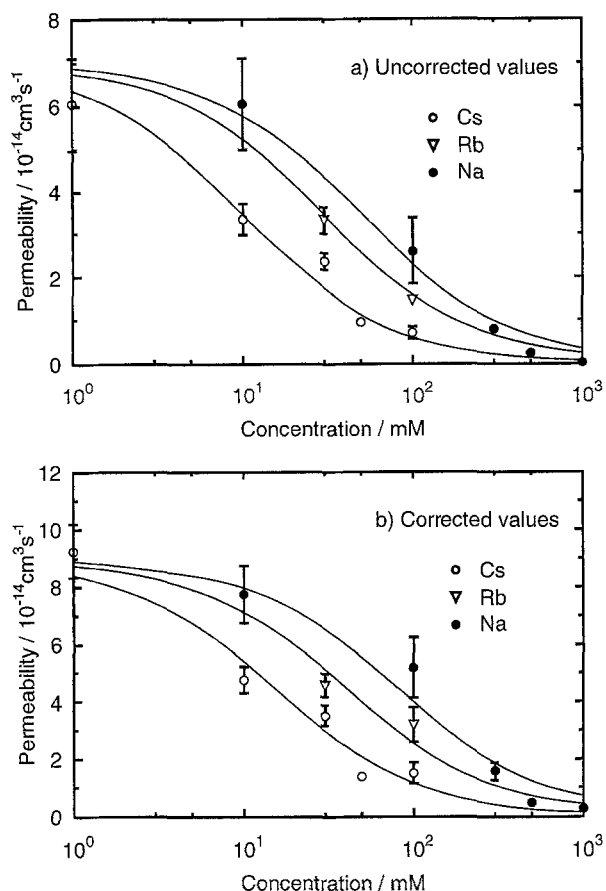 8
a) Uncorrected values
6
Cs
Rb
Na
4
2
0
Permeability / 10⁻¹⁴cm³s⁻¹
10⁰ 10¹ 10² 10³
Concentration / mM
12
10
b) Corrected values
Cs
8
Rb
Na
6
4
2
0
Permeability / 10⁻¹⁴cm³s⁻¹
10⁰ 10¹ 10² 10³
Concentration / mM